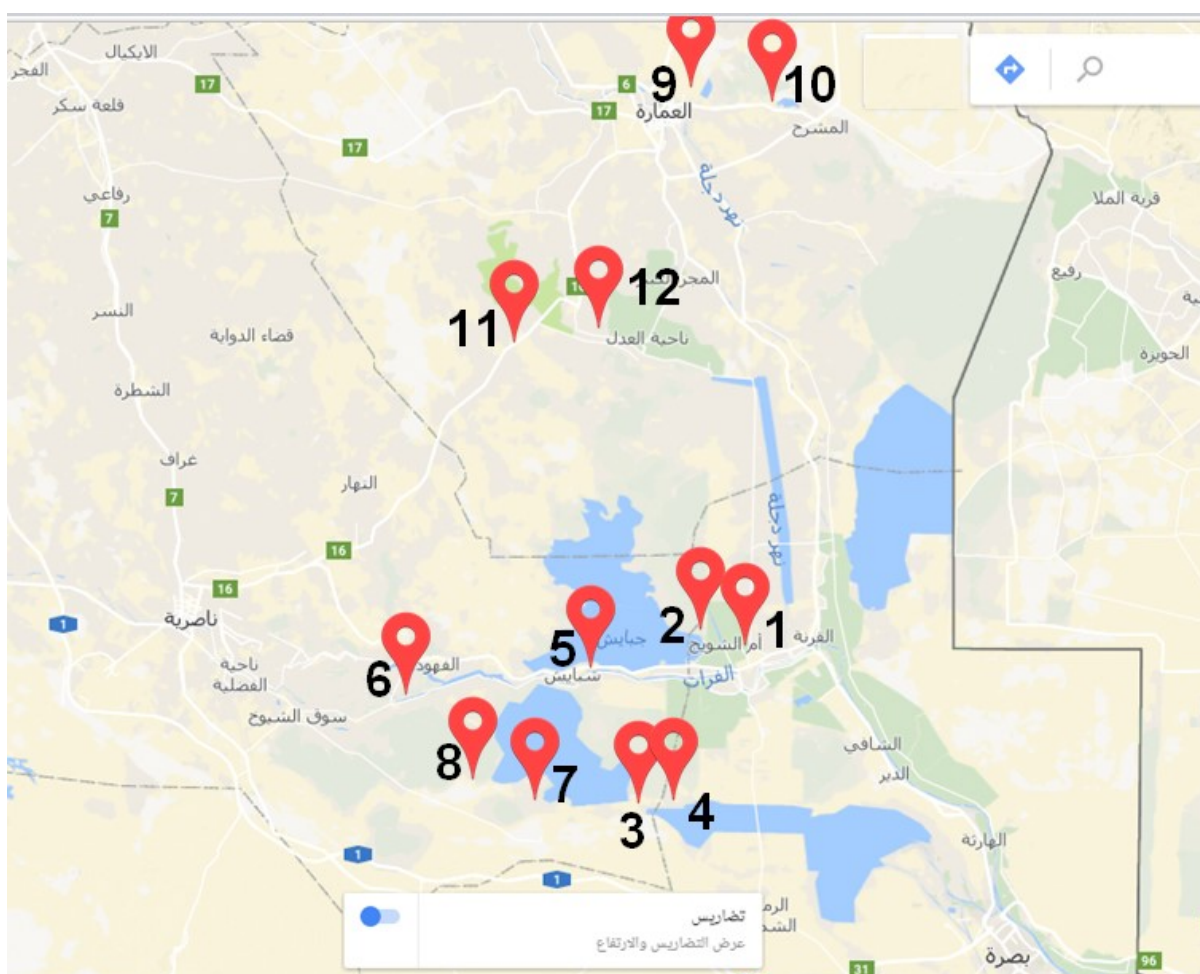 الايكبال
الفجر
17
6
9
10
قلعة سكر
17
العمارة
المشرح
17
نهر دجلة
رفاعي
7
قرية الملا
رفيع
12
11
النسر
قضاء الدواية
ناحية العدل
الحويزة
الشطرة
غراف
النهار
7
نهر دجلة
16
16
ناصرية
1
2
1
أم الشويج
القرنة
جبايش
5
شبايش
الفرات
الفهود
6
ناحية
الفضلية
سوق الشيوخ
8
7
3
4
الشافي
الدير
الهارثة
1
1
تضاريس
عرض التضاريس والارتفاع
بصرة
31
96